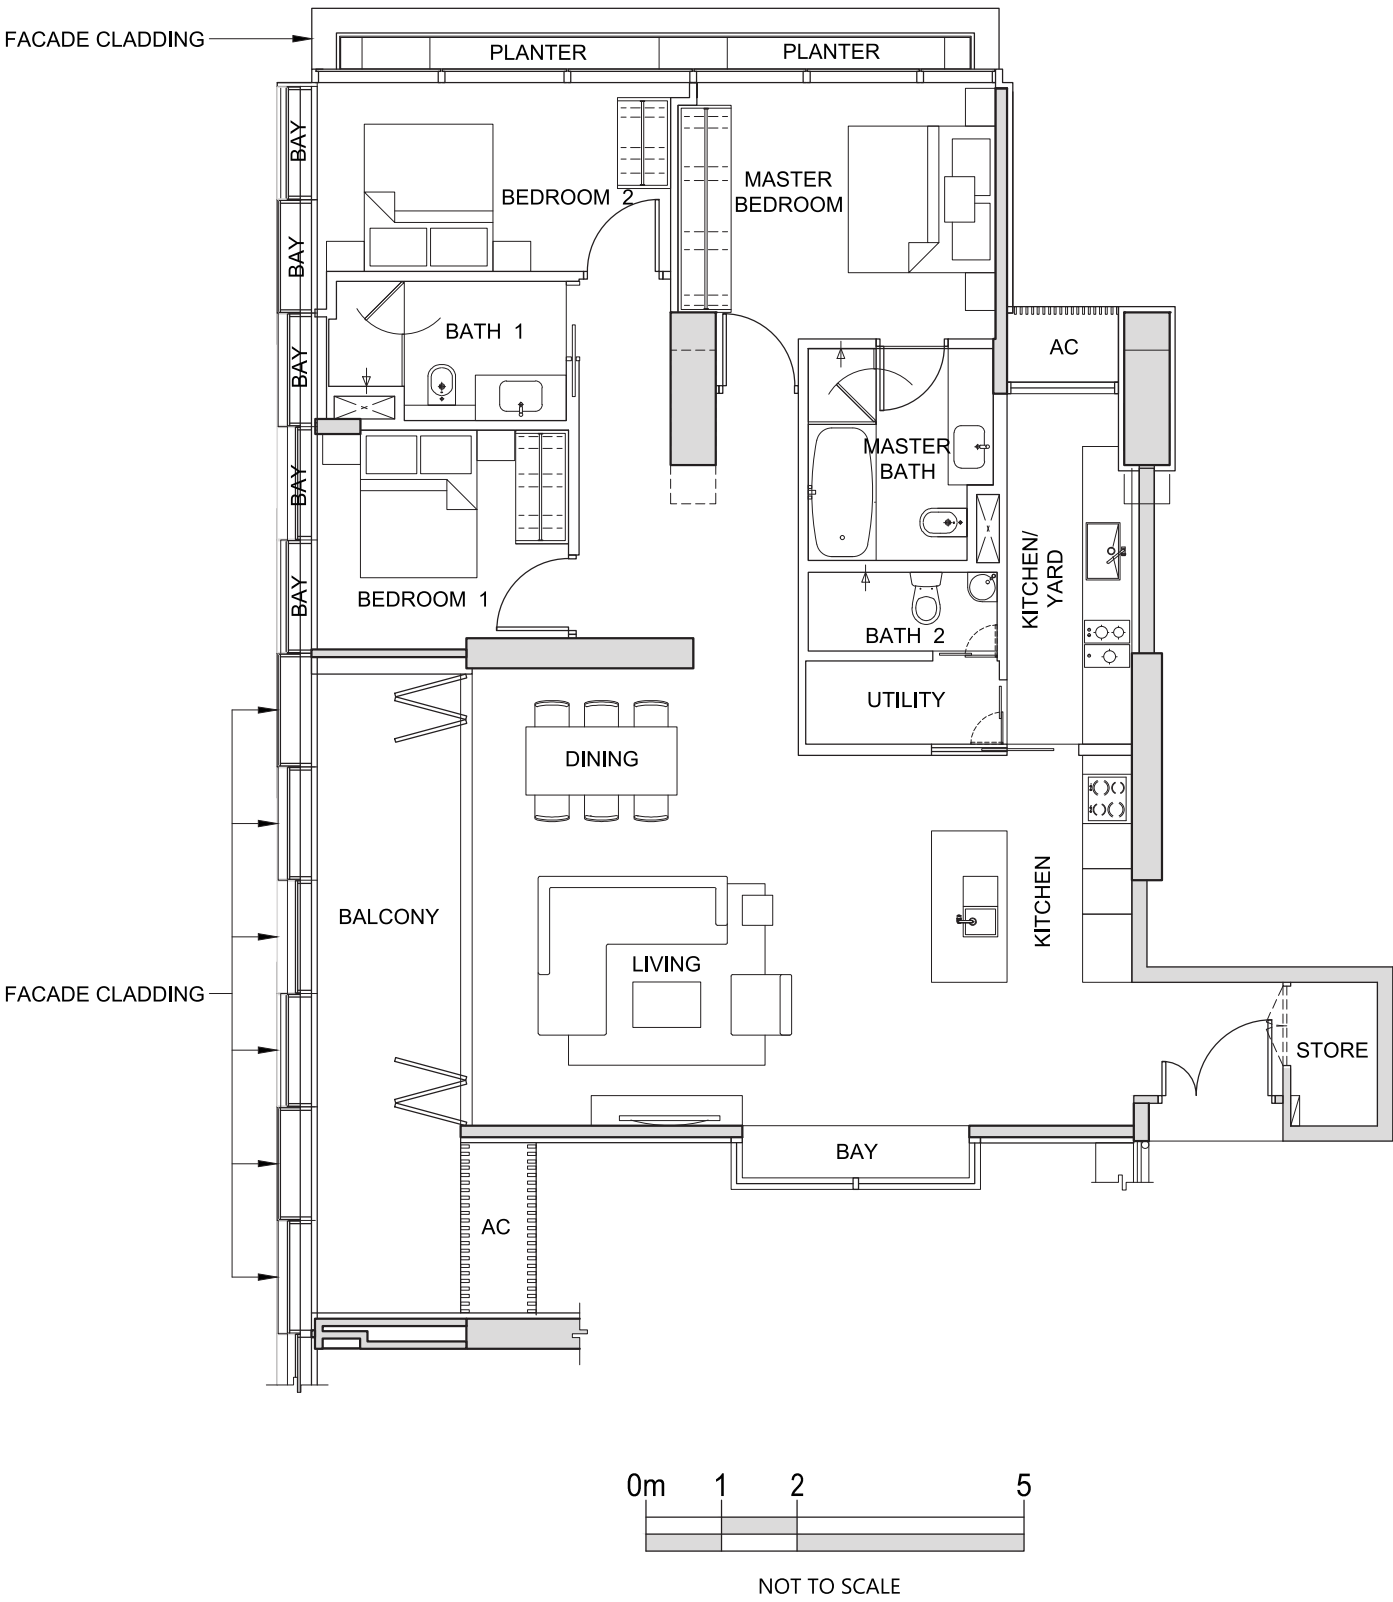 FACADE CLADDING
PLANTER
PLANTER
BAY
BEDROOM 2
MASTER
BEDROOM
BAY
BATH 1
BAY
AC
MASTER
BATH
BAY
KITCHEN/
YARD
BAY
BEDROOM 1
BATH 2
UTILITY
DINING
KITCHEN
BALCONY
LIVING
FACADE CLADDING
STORE
BAY
AC
0m 1 2 5
NOT TO SCALE